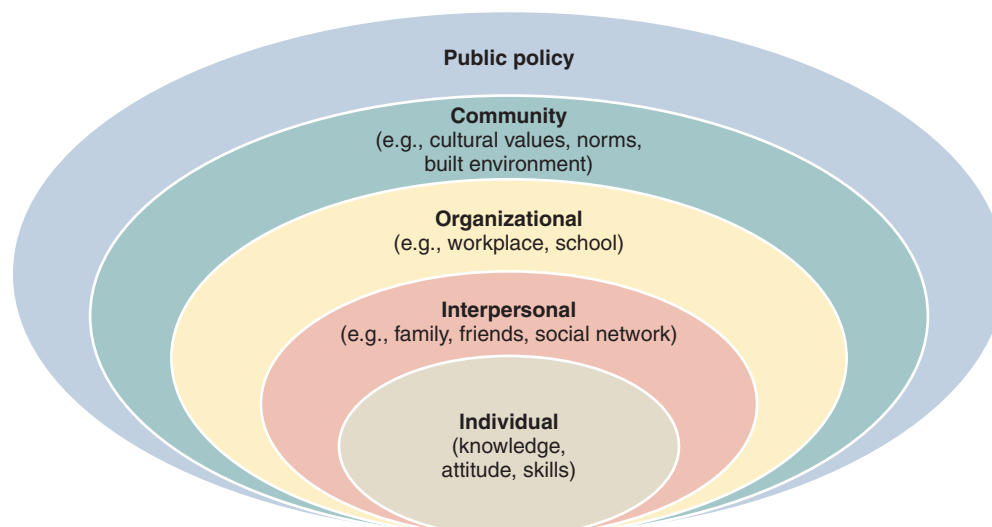 Public policy
Community
(e.g., cultural values, norms,
built environment)
Organizational
(e.g., workplace, school)
Interpersonal
(e.g., family, friends, social network)
Individual
(knowledge,
attitude, skills)